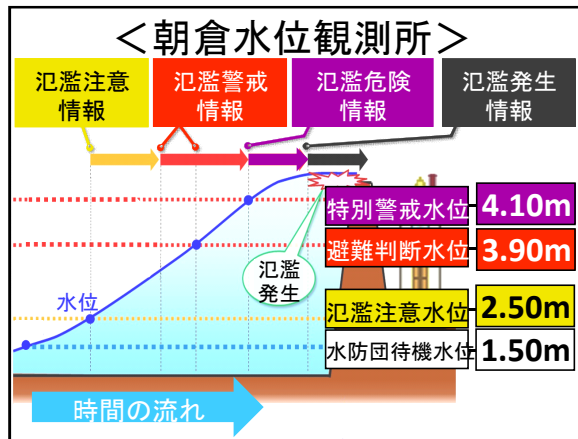 ＜朝倉水位観測所＞
氾濫注意
情報
氾濫警戒
情報
氾濫危険
情報
氾濫発生
情報
特別警戒水位
4.10m
避難判断水位
3.90m
氾濫
発生
水位
氾濫注意水位
2.50m
水防団待機水位
1.50m
時間の流れ